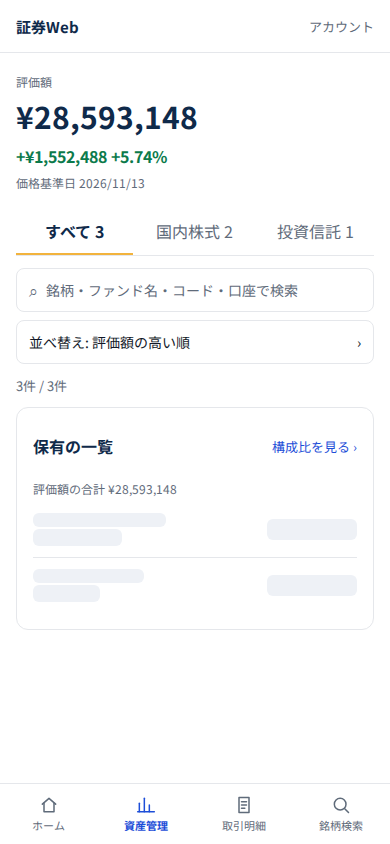 証券Web
アカウント
評価額
¥28,593,148
+¥1,552,488 +5.74%
価格基準日 2026/11/13
すべて 3
国内株式 2
投資信託 1
銘柄・ファンド名・コード・口座で検索
並べ替え: 評価額の高い順 ›
3件 / 3件
保有の一覧
構成比を見る ›
評価額の合計 ¥28,593,148
ホーム
資産管理
取引明細
銘柄検索